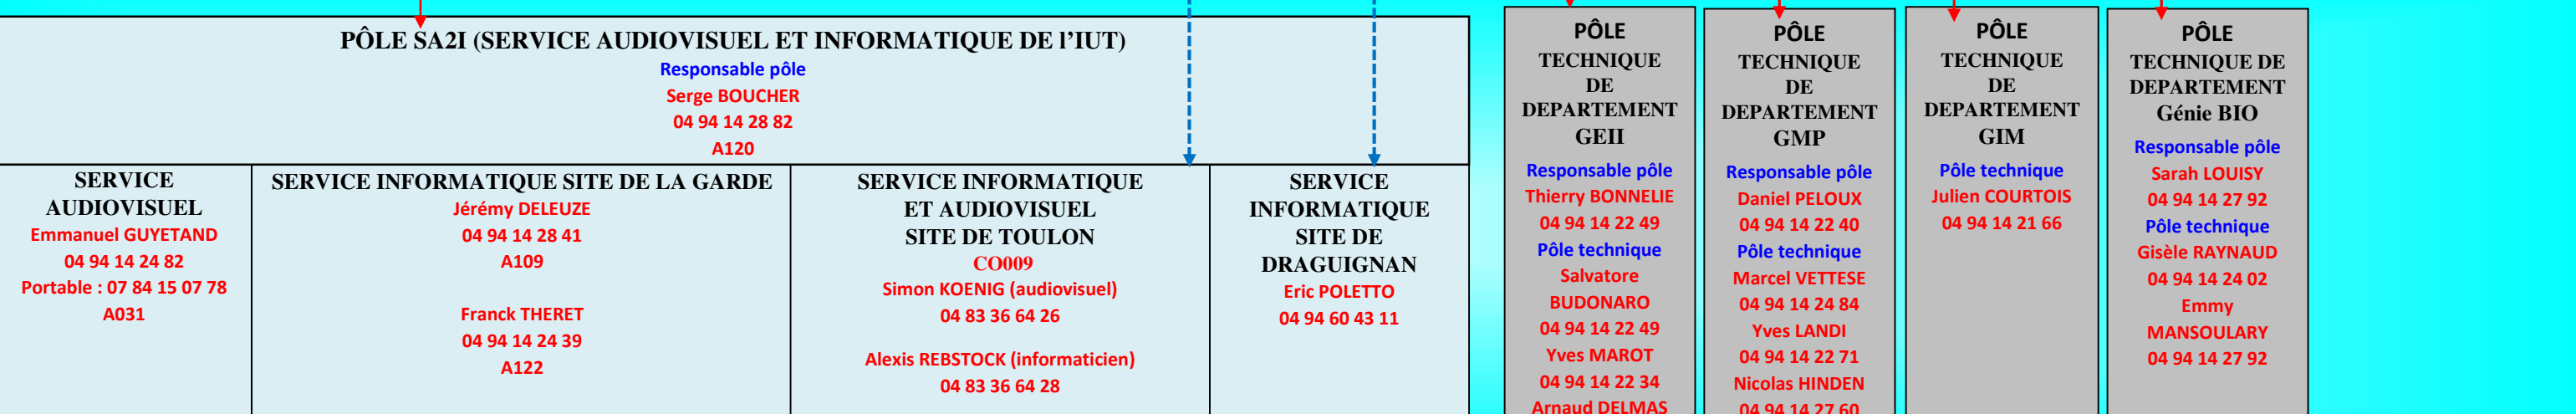 PÔLE SA2I (SERVICE AUDIOVISUEL ET INFORMATIQUE DE l'IUT)
Responsable pôle
Serge BOUCHER
04 94 14 28 82
A120
SERVICE
AUDIOVISUEL
Emmanuel GUYETAND
04 94 14 24 82
Portable : 07 84 15 07 78
A031
SERVICE INFORMATIQUE SITE DE LA GARDE
Jérémy DELEUZE
04 94 14 28 41
A109
Franck THERET
04 94 14 24 39
A122
SERVICE INFORMATIQUE
ET AUDIOVISUEL
SITE DE TOULON
CO009
Simon KOENIG (audiovisuel)
04 83 36 64 26
Alexis REBSTOCK (informaticien)
04 83 36 64 28
SERVICE
INFORMATIQUE
SITE DE
DRAGUIGNAN
Eric POLETTO
04 94 60 43 11
PÔLE
TECHNIQUE
DE
DEPARTEMENT
GEII
Responsable pôle
Thierry BONNELIE
04 94 14 22 49
Pôle technique
Salvatore
BUDONARO
04 94 14 22 49
Yves MAROT
04 94 14 22 34
Arnaud DELMAS
PÔLE
TECHNIQUE
DE
DEPARTEMENT
GMP
Responsable pôle
Daniel PELOUX
04 94 14 22 40
Pôle technique
Marcel VETTESE
04 94 14 24 84
Yves LANDI
04 94 14 22 71
Nicolas HINDEN
04 94 14 27 60
PÔLE
TECHNIQUE
DE
DEPARTEMENT
GIM
Pôle technique
Julien COURTOIS
04 94 14 21 66
PÔLE
TECHNIQUE DE
DEPARTEMENT
Génie BIO
Responsable pôle
Sarah LOUISY
04 94 14 27 92
Pôle technique
Gisèle RAYNAUD
04 94 14 24 02
Emmy
MANSOULARY
04 94 14 27 92